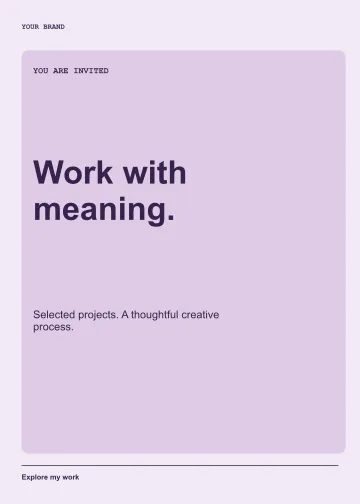 YOUR BRAND
YOU ARE INVITED
Work with
meaning.
Selected projects. A thoughtful creative
process.
Explore my work